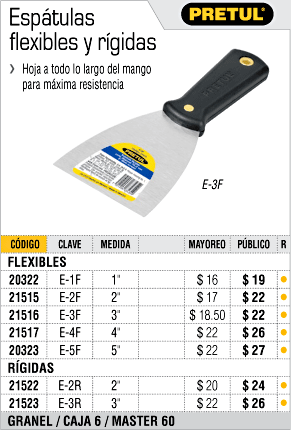 Espátulas
flexibles y rígidas
PRETUL®
❯ Hoja a todo lo largo del mango
para máxima resistencia
PRETUL
E-3F
CÓDIGO CLAVE MEDIDA MAYOREO PÚBLICO R
FLEXIBLES
20322 E-1F 1" $ 16 $ 19 ●
21515 E-2F 2" $ 17 $ 22 ●
21516 E-3F 3" $ 18.50 $ 22 ●
21517 E-4F 4" $ 22 $ 26 ●
20323 E-5F 5" $ 22 $ 27 ●
RÍGIDAS
21522 E-2R 2" $ 20 $ 24 ●
21523 E-3R 3" $ 22 $ 26 ●
GRANEL / CAJA 6 / MASTER 60